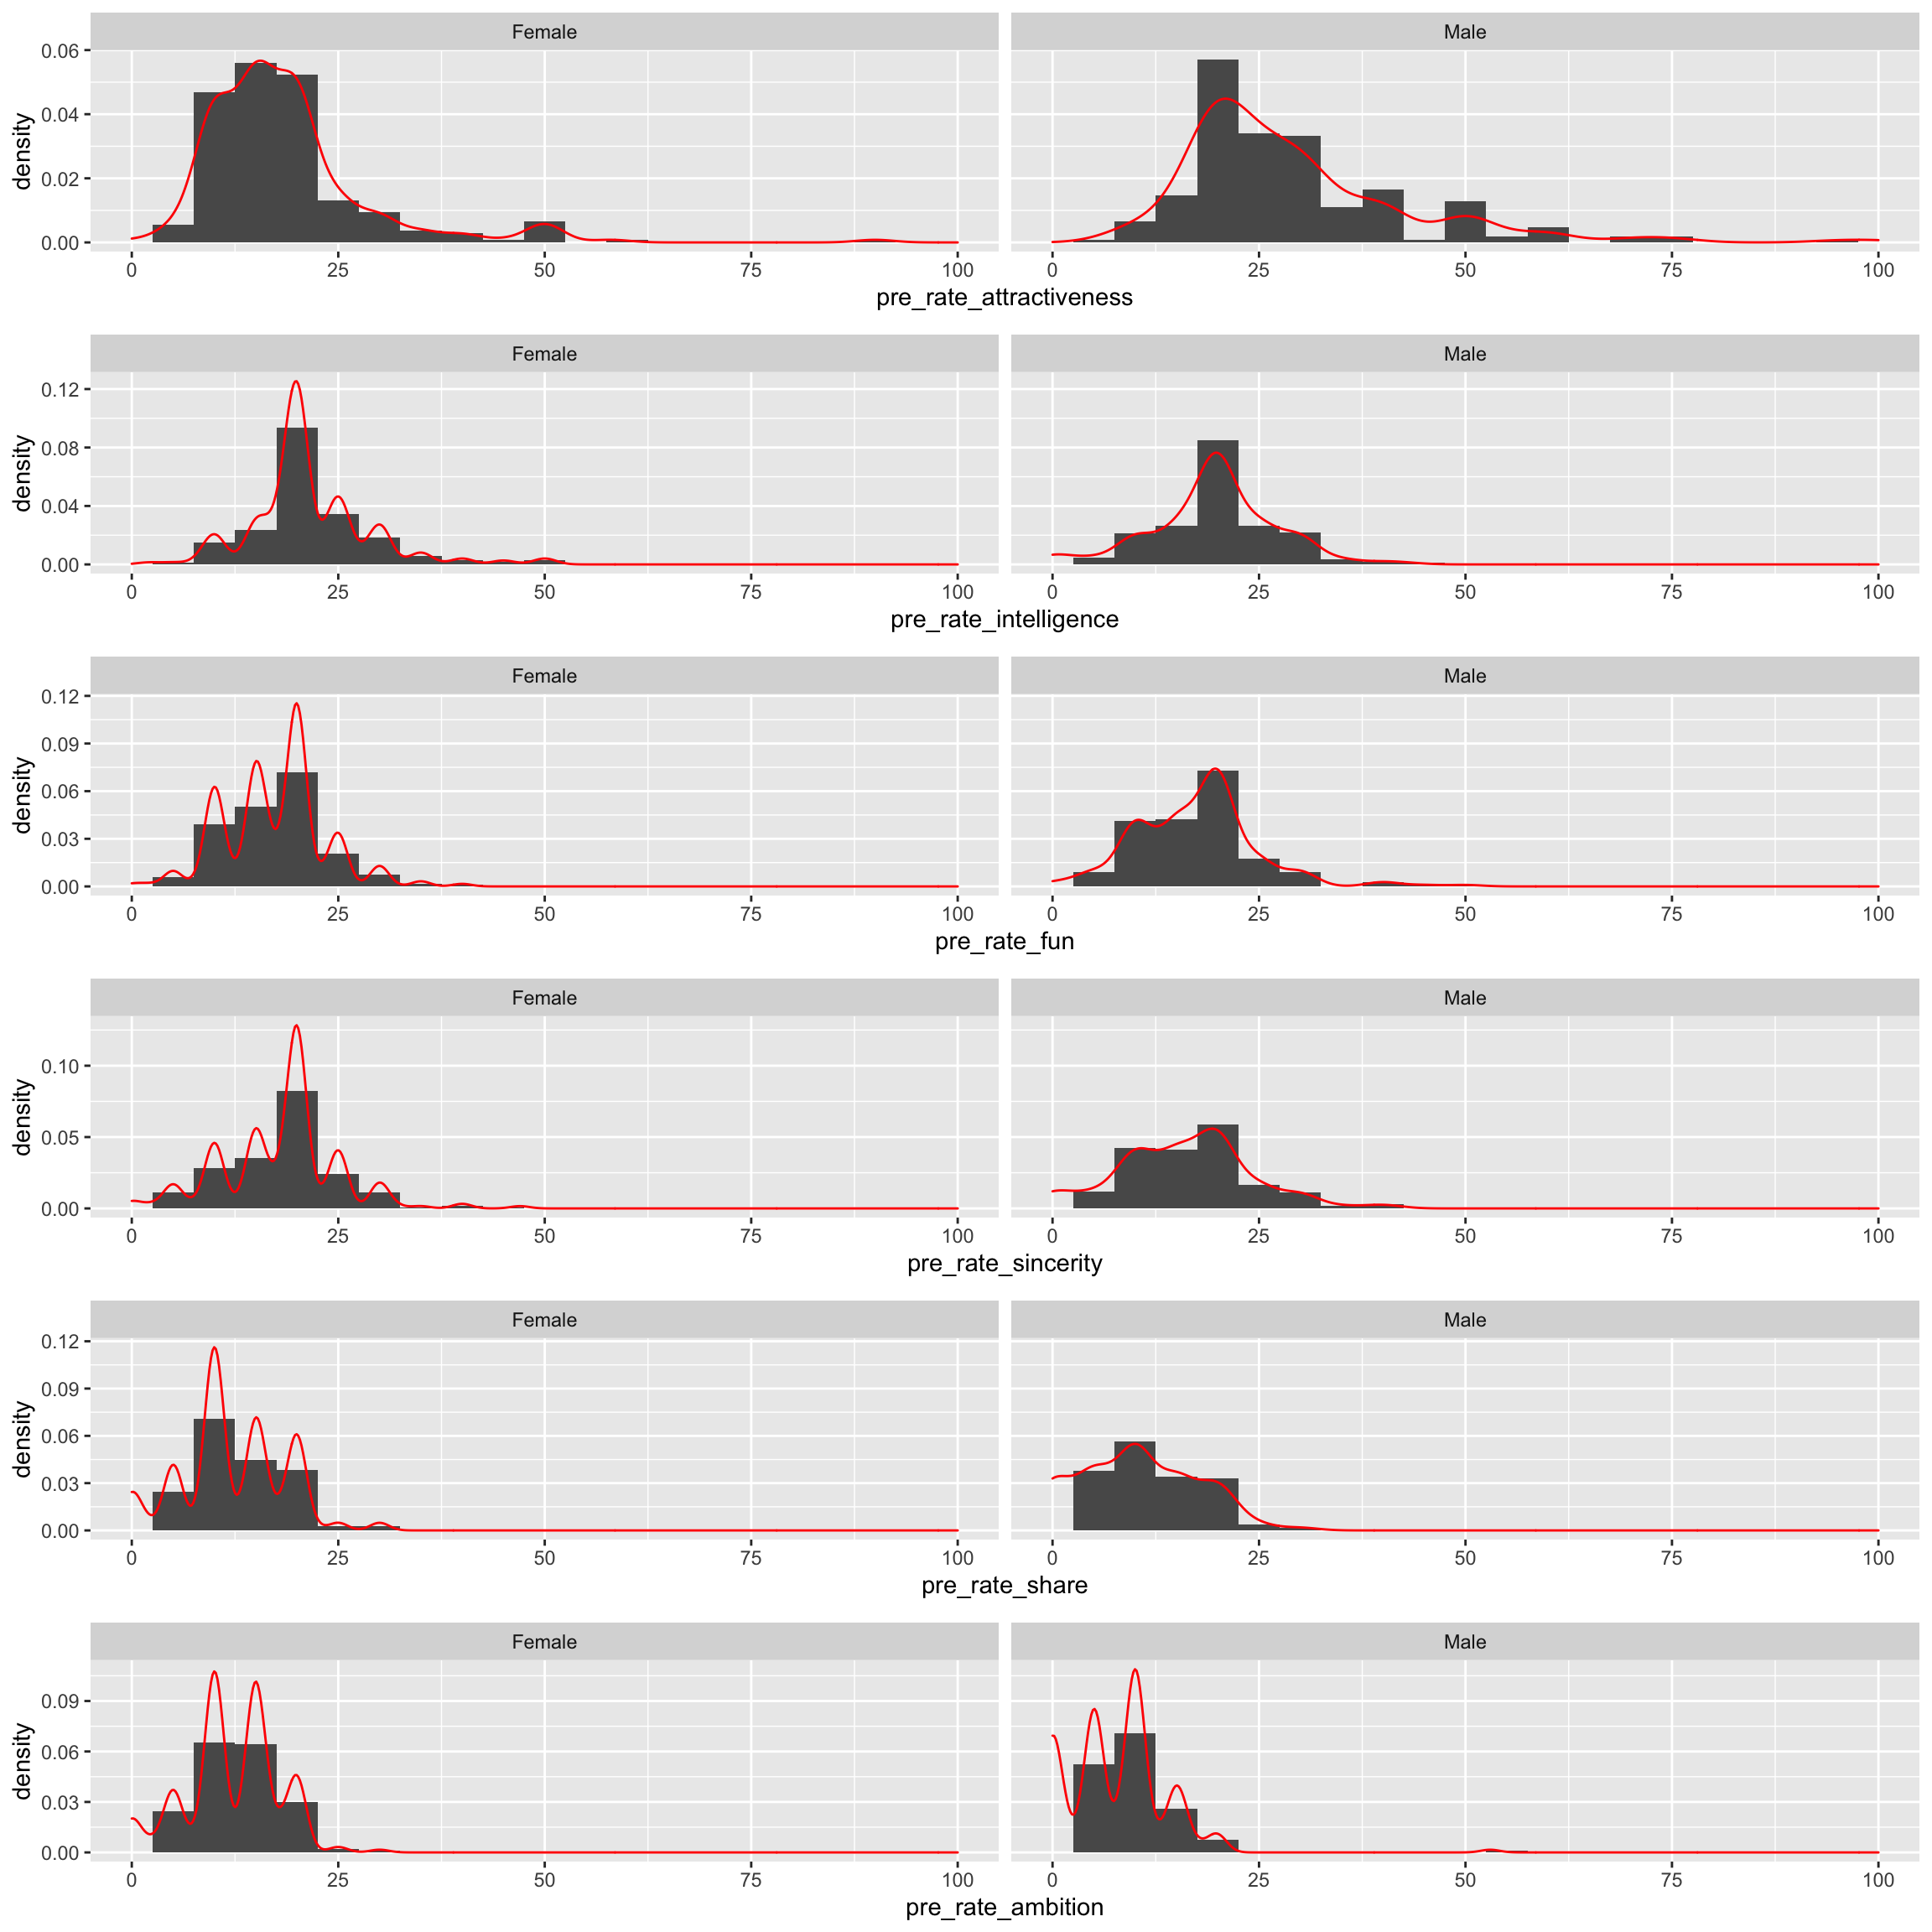 Female Male
density
0.06
0.04
0.02
0.00
0 25 50 75 100 0 25 50 75 100
pre_rate_attractiveness
Female Male
density
0.12
0.08
0.04
0.00
0 25 50 75 100 0 25 50 75 100
pre_rate_intelligence
Female Male
density
0.12
0.09
0.06
0.03
0.00
0 25 50 75 100 0 25 50 75 100
pre_rate_fun
Female Male
density
0.10
0.05
0.00
0 25 50 75 100 0 25 50 75 100
pre_rate_sincerity
Female Male
density
0.12
0.09
0.06
0.03
0.00
0 25 50 75 100 0 25 50 75 100
pre_rate_share
Female Male
density
0.09
0.06
0.03
0.00
0 25 50 75 100 0 25 50 75 100
pre_rate_ambition